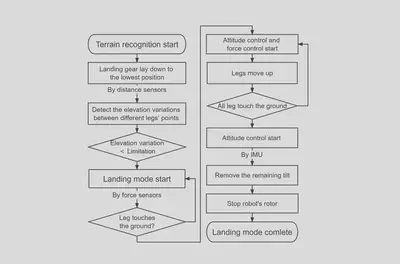 Terrain recognition start
Landing gear lay down to
the lowest position
By distance sensors
Detect the elevation variations
between different legs' points
Elevation variation
< Limitation
Landing mode start
By force sensors
Leg touches
the ground?
Attitude control and
force control start
Legs move up
All leg touch the ground
Attitude control start
By IMU
Remove the remaining tilt
Stop robot's rotor
Landing mode comlete